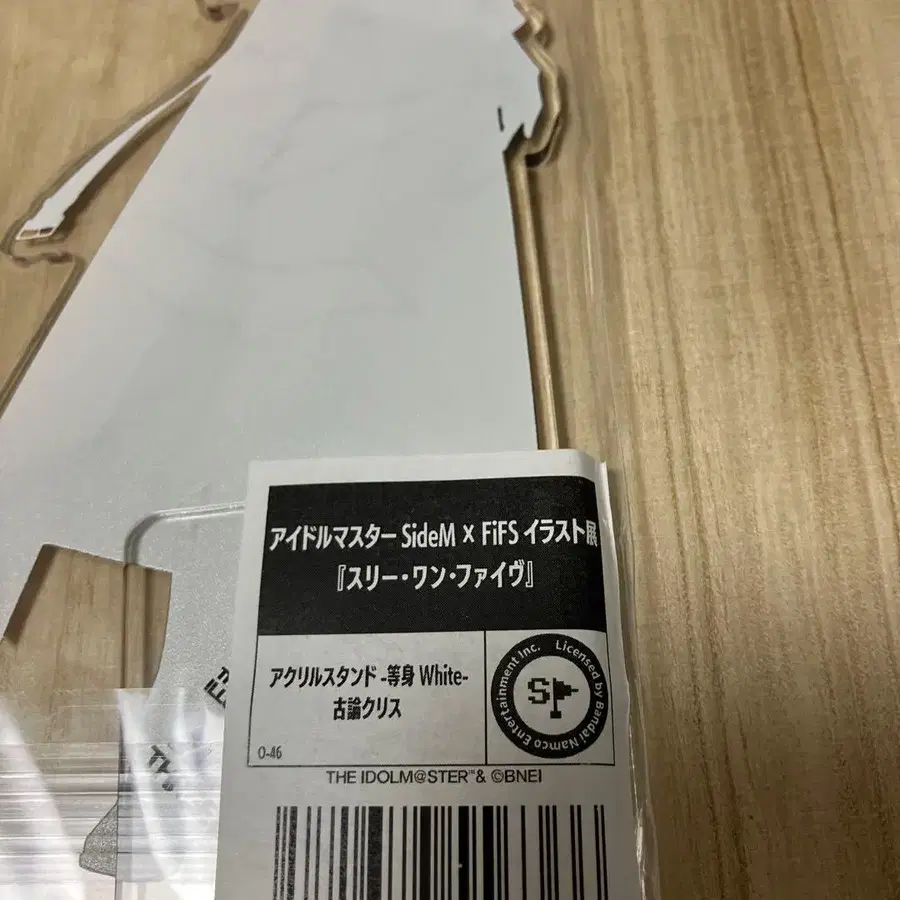 アイドルマスター SideM × FiFS イラスト展
『スリー・ワン・ファイヴ』
アクリルスタンド -等身 White-
古論クリス
O-46
Licensed by Bandai Namco Entertainment Inc.
S
THE IDOLM@STER™& ©BNEI